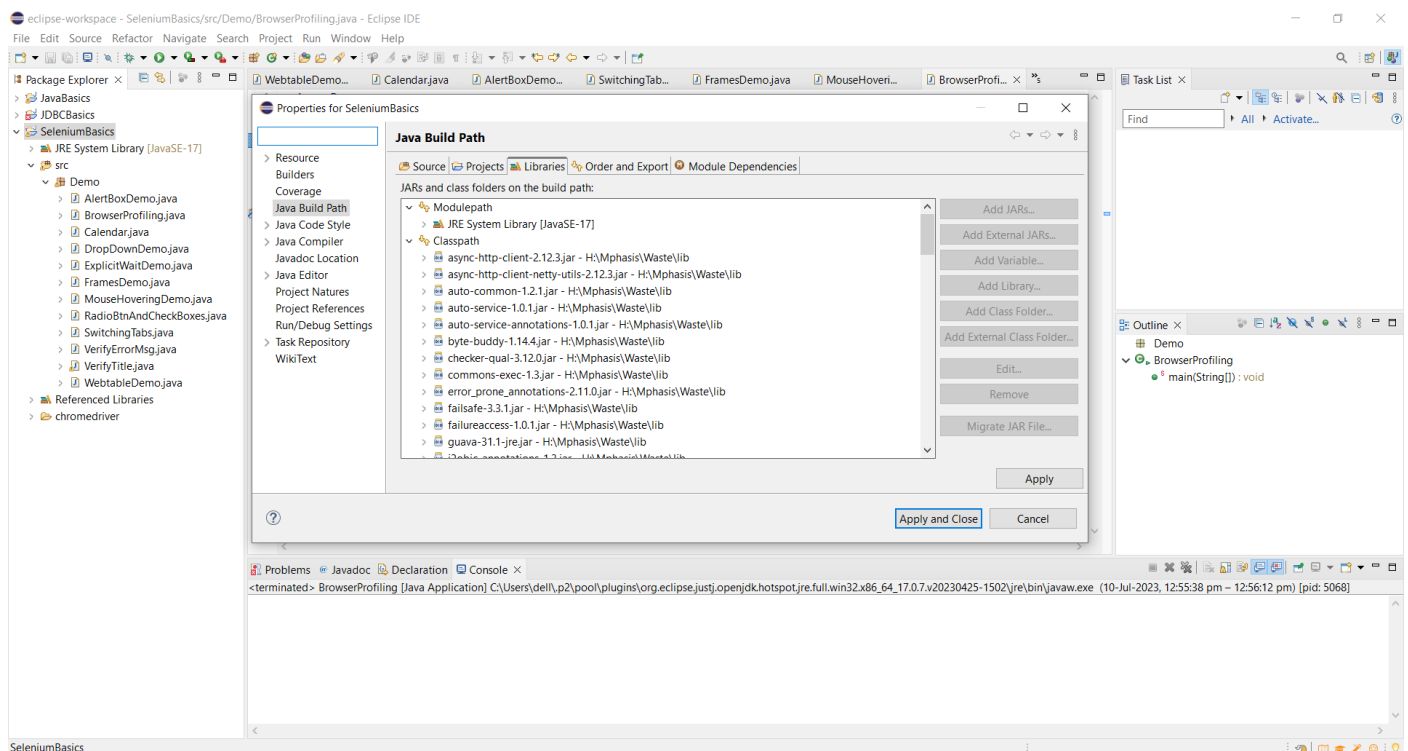 eclipse-workspace - SeleniumBasics/src/Demo/BrowserProfiling.java - Eclipse IDE
File Edit Source Refactor Navigate Search Project Run Window Help
Package Explorer
JavaBasics
JDBCBasics
SeleniumBasics
JRE System Library [JavaSE-17]
src
Demo
AlertBoxDemo.java
BrowserProfiling.java
Calendar.java
DropDownDemo.java
ExplicitWaitDemo.java
FramesDemo.java
MouseHoveringDemo.java
RadioBtnAndCheckBoxes.java
SwitchingTabs.java
VerifyErrorMsg.java
VerifyTitle.java
WebtableDemo.java
Referenced Libraries
chromedriver
WebtableDemo... Calendar.java AlertBoxDemo... SwitchingTab... FramesDemo.java MouseHoveri... BrowserProfi...
Properties for SeleniumBasics
Resource
Builders
Coverage
Java Build Path
Java Code Style
Java Compiler
Javadoc Location
Java Editor
Project Natures
Project References
Run/Debug Settings
Task Repository
WikiText
Java Build Path
Source Projects Libraries Order and Export Module Dependencies
JARs and class folders on the build path:
Modulepath
JRE System Library [JavaSE-17]
Classpath
async-http-client-2.12.3.jar - H:\Mphasis\Waste\lib
async-http-client-netty-utils-2.12.3.jar - H:\Mphasis\Waste\lib
auto-common-1.2.1.jar - H:\Mphasis\Waste\lib
auto-service-1.0.1.jar - H:\Mphasis\Waste\lib
auto-service-annotations-1.0.1.jar - H:\Mphasis\Waste\lib
byte-buddy-1.14.4.jar - H:\Mphasis\Waste\lib
checker-qual-3.12.0.jar - H:\Mphasis\Waste\lib
commons-exec-1.3.jar - H:\Mphasis\Waste\lib
error_prone_annotations-2.11.0.jar - H:\Mphasis\Waste\lib
failsafe-3.3.1.jar - H:\Mphasis\Waste\lib
failureaccess-1.0.1.jar - H:\Mphasis\Waste\lib
guava-31.1-jre.jar - H:\Mphasis\Waste\lib
Add JARs...
Add External JARs...
Add Variable...
Add Library...
Add Class Folder...
Add External Class Folder...
Edit...
Remove
Migrate JAR File...
Apply
Apply and Close Cancel
Task List
Find All Activate...
Outline
Demo
BrowserProfiling
main(String[]) : void
Problems Javadoc Declaration Console
<terminated> BrowserProfiling [Java Application] C:\Users\dell\.p2\pool\plugins\org.eclipse.justj.openjdk.hotspot.jre.full.win32.x86_64_17.0.7.v20230425-1502\jre\bin\javaw.exe (10-Jul-2023, 12:55:38 pm – 12:56:12 pm) [pid: 5068]
SeleniumBasics